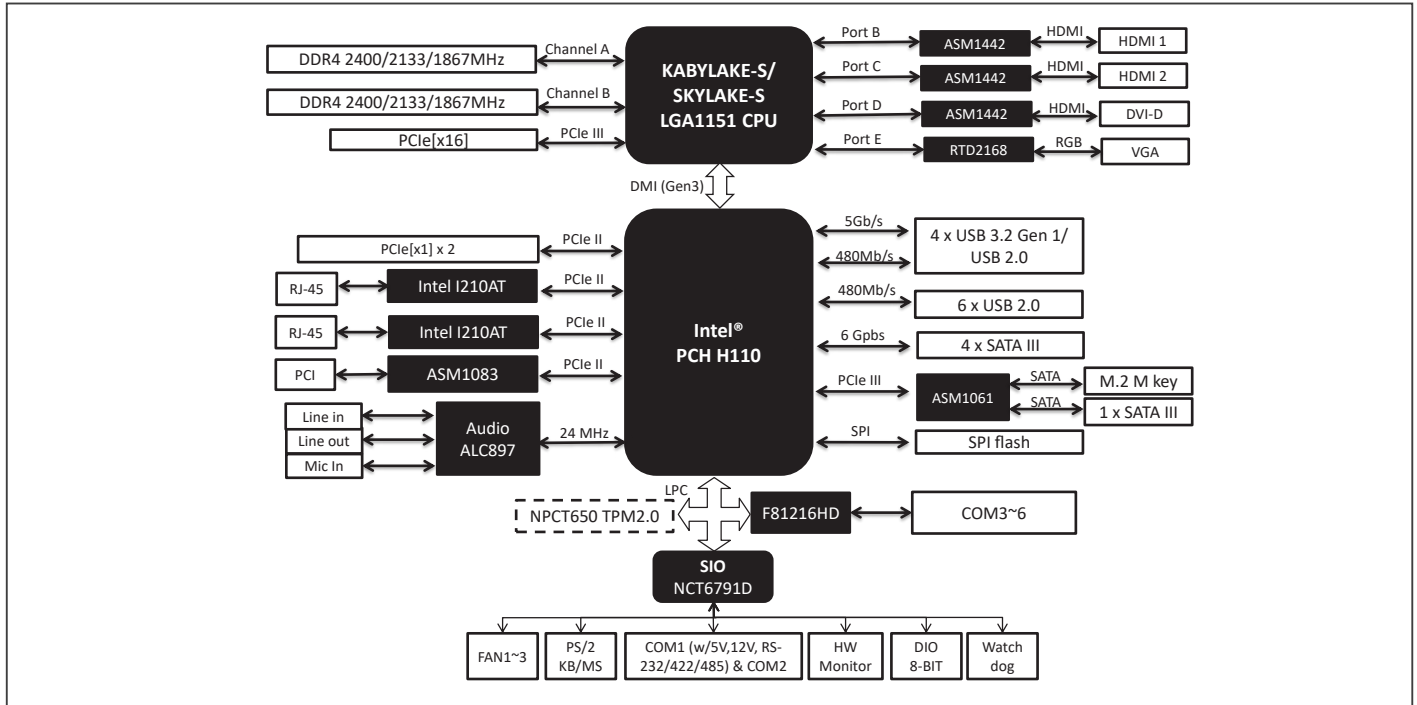 DDR4 2400/2133/1867MHz
Channel A
DDR4 2400/2133/1867MHz
Channel B
PCIe[x16]
PCIe III
KABYLAKE-S/
SKYLAKE-S
LGA1151 CPU
Port B
ASM1442
HDMI
HDMI 1
Port C
ASM1442
HDMI
HDMI 2
Port D
ASM1442
HDMI
DVI-D
Port E
RTD2168
RGB
VGA
DMI (Gen3)
PCIe[x1] x 2
PCIe II
RJ-45
Intel I210AT
PCIe II
RJ-45
Intel I210AT
PCIe II
PCI
ASM1083
PCIe II
Line in
Line out
Mic In
Audio
ALC897
24 MHz
Intel®
PCH H110
5Gb/s
480Mb/s
4 x USB 3.2 Gen 1/
USB 2.0
480Mb/s
6 x USB 2.0
6 Gpbs
4 x SATA III
PCIe III
ASM1061
SATA
M.2 M key
SATA
1 x SATA III
SPI
SPI flash
LPC
NPCT650 TPM2.0
F81216HD
COM3~6
SIO
NCT6791D
FAN1~3
PS/2
KB/MS
COM1 (w/5V,12V, RS-
232/422/485) & COM2
HW
Monitor
DIO
8-BIT
Watch
dog